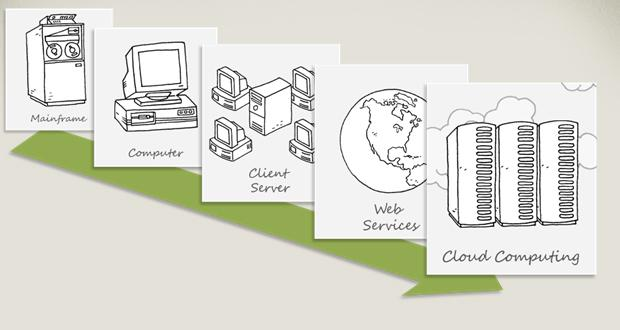 Mainframe
Computer
Client
Server
Web
Services
Cloud Computing